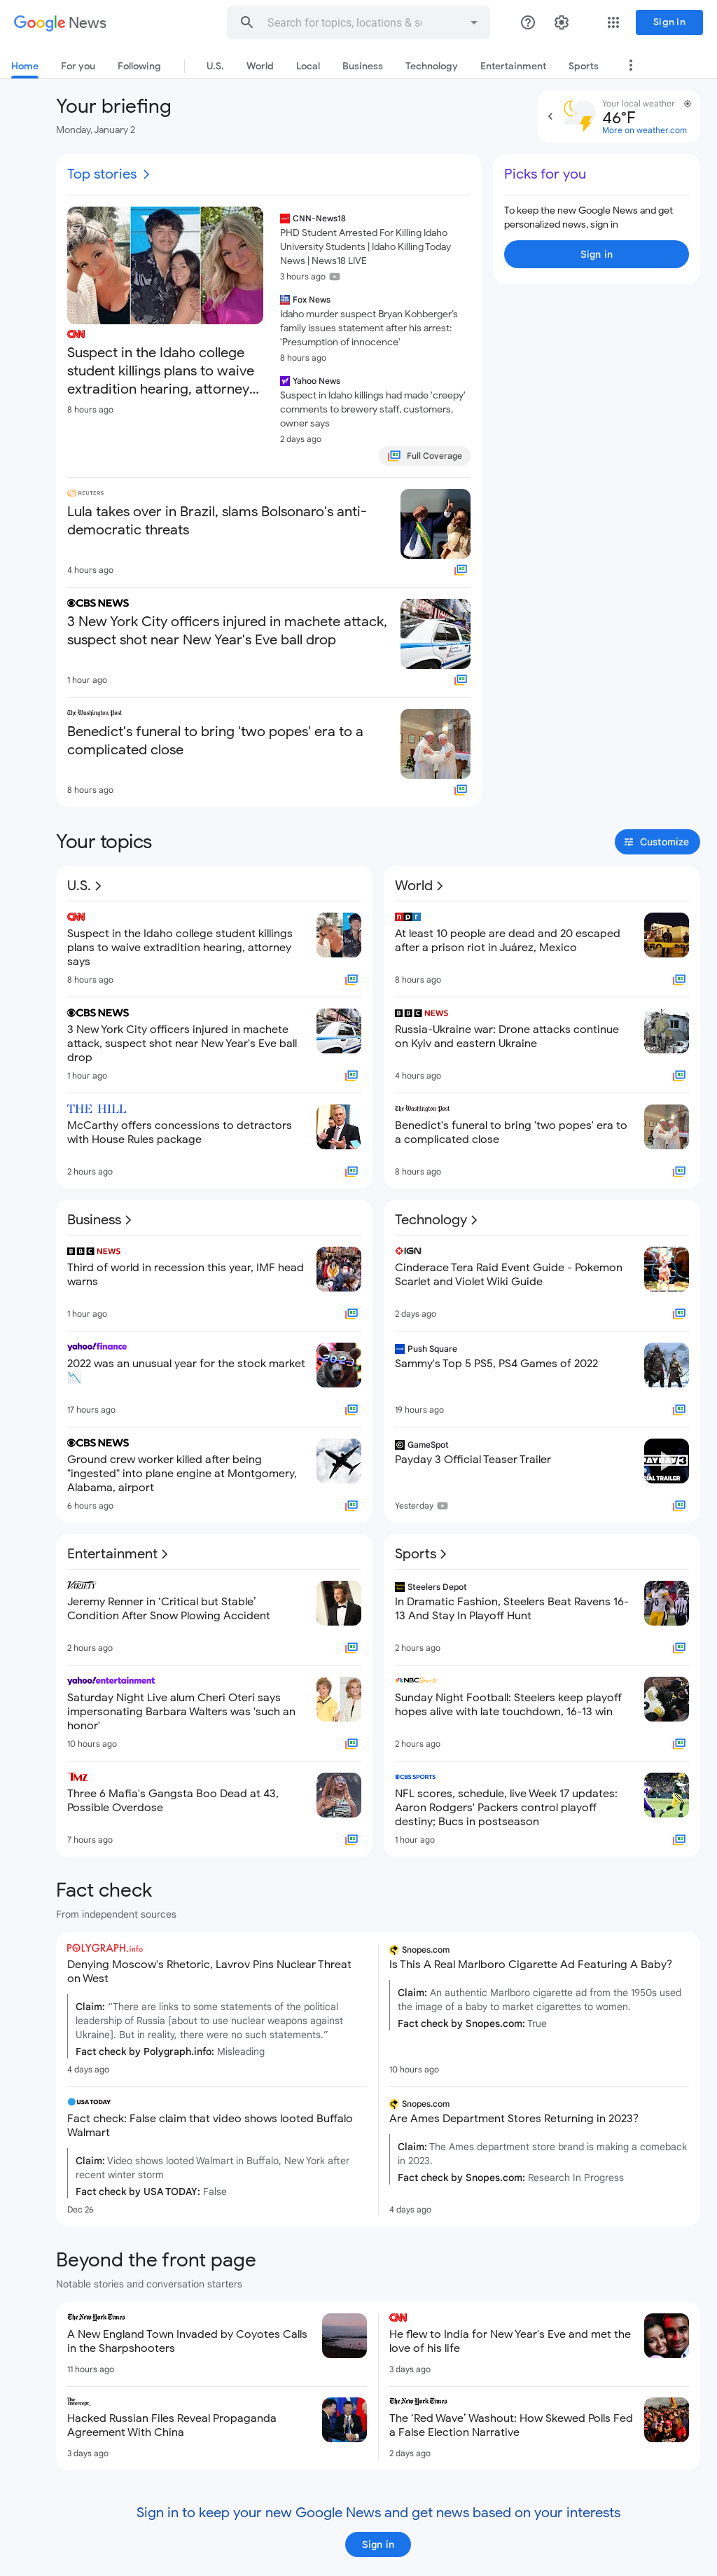 Google News
Search for topics, locations & so
Sign in
Home For you Following U.S. World Local Business Technology Entertainment Sports
Your briefing
Monday, January 2
Your local weather
46°F
More on weather.com
Top stories
CNN
Suspect in the Idaho college
student killings plans to waive
extradition hearing, attorney...
8 hours ago
CNN-News18
PHD Student Arrested For Killing Idaho
University Students | Idaho Killing Today
News | News18 LIVE
3 hours ago
Fox News
Idaho murder suspect Bryan Kohberger's
family issues statement after his arrest:
'Presumption of innocence'
8 hours ago
Yahoo News
Suspect in Idaho killings had made 'creepy'
comments to brewery staff, customers,
owner says
2 days ago
Full Coverage
Picks for you
To keep the new Google News and get
personalized news, sign in
Sign in
REUTERS
Lula takes over in Brazil, slams Bolsonaro's anti-
democratic threats
4 hours ago
CBS NEWS
3 New York City officers injured in machete attack,
suspect shot near New Year's Eve ball drop
1 hour ago
The Washington Post
Benedict's funeral to bring 'two popes' era to a
complicated close
8 hours ago
Your topics
Customize
U.S.
CNN
Suspect in the Idaho college student killings
plans to waive extradition hearing, attorney
says
8 hours ago
CBS NEWS
3 New York City officers injured in machete
attack, suspect shot near New Year's Eve ball
drop
1 hour ago
THE HILL
McCarthy offers concessions to detractors
with House Rules package
2 hours ago
World
npr
At least 10 people are dead and 20 escaped
after a prison riot in Juárez, Mexico
8 hours ago
BBC NEWS
Russia-Ukraine war: Drone attacks continue
on Kyiv and eastern Ukraine
4 hours ago
The Washington Post
Benedict's funeral to bring 'two popes' era to
a complicated close
8 hours ago
Business
BBC NEWS
Third of world in recession this year, IMF head
warns
1 hour ago
yahoo!finance
2022 was an unusual year for the stock market
17 hours ago
2023
CBS NEWS
Ground crew worker killed after being
"ingested" into plane engine at Montgomery,
Alabama, airport
6 hours ago
Technology
IGN
Cinderace Tera Raid Event Guide - Pokemon
Scarlet and Violet Wiki Guide
2 days ago
Push Square
Sammy's Top 5 PS5, PS4 Games of 2022
19 hours ago
GameSpot
Payday 3 Official Teaser Trailer
Yesterday
PAYDAY 3
CIAL TRAILER
Entertainment
VARIETY
Jeremy Renner in ‘Critical but Stable’
Condition After Snow Plowing Accident
2 hours ago
yahoo!entertainment
Saturday Night Live alum Cheri Oteri says
impersonating Barbara Walters was 'such an
honor'
10 hours ago
TMZ
Three 6 Mafia's Gangsta Boo Dead at 43,
Possible Overdose
7 hours ago
Sports
Steelers Depot
In Dramatic Fashion, Steelers Beat Ravens 16-
13 And Stay In Playoff Hunt
2 hours ago
NBC Sports
Sunday Night Football: Steelers keep playoff
hopes alive with late touchdown, 16-13 win
2 hours ago
CBS SPORTS
NFL scores, schedule, live Week 17 updates:
Aaron Rodgers' Packers control playoff
destiny; Bucs in postseason
1 hour ago
Fact check
From independent sources
POLYGRAPH.info
Denying Moscow's Rhetoric, Lavrov Pins Nuclear Threat
on West
Claim: “There are links to some statements of the political
leadership of Russia [about to use nuclear weapons against
Ukraine]. But in reality, there were no such statements.”
Fact check by Polygraph.info: Misleading
4 days ago
Snopes.com
Is This A Real Marlboro Cigarette Ad Featuring A Baby?
Claim: An authentic Marlboro cigarette ad from the 1950s used
the image of a baby to market cigarettes to women.
Fact check by Snopes.com: True
10 hours ago
USA TODAY
Fact check: False claim that video shows looted Buffalo
Walmart
Claim: Video shows looted Walmart in Buffalo, New York after
recent winter storm
Fact check by USA TODAY: False
Dec 26
Snopes.com
Are Ames Department Stores Returning in 2023?
Claim: The Ames department store brand is making a comeback
in 2023.
Fact check by Snopes.com: Research In Progress
4 days ago
Beyond the front page
Notable stories and conversation starters
The New York Times
A New England Town Invaded by Coyotes Calls
in the Sharpshooters
11 hours ago
CNN
He flew to India for New Year's Eve and met the
love of his life
3 days ago
The Intercept_
Hacked Russian Files Reveal Propaganda
Agreement With China
3 days ago
The New York Times
The ‘Red Wave’ Washout: How Skewed Polls Fed
a False Election Narrative
2 days ago
Sign in to keep your new Google News and get news based on your interests
Sign in